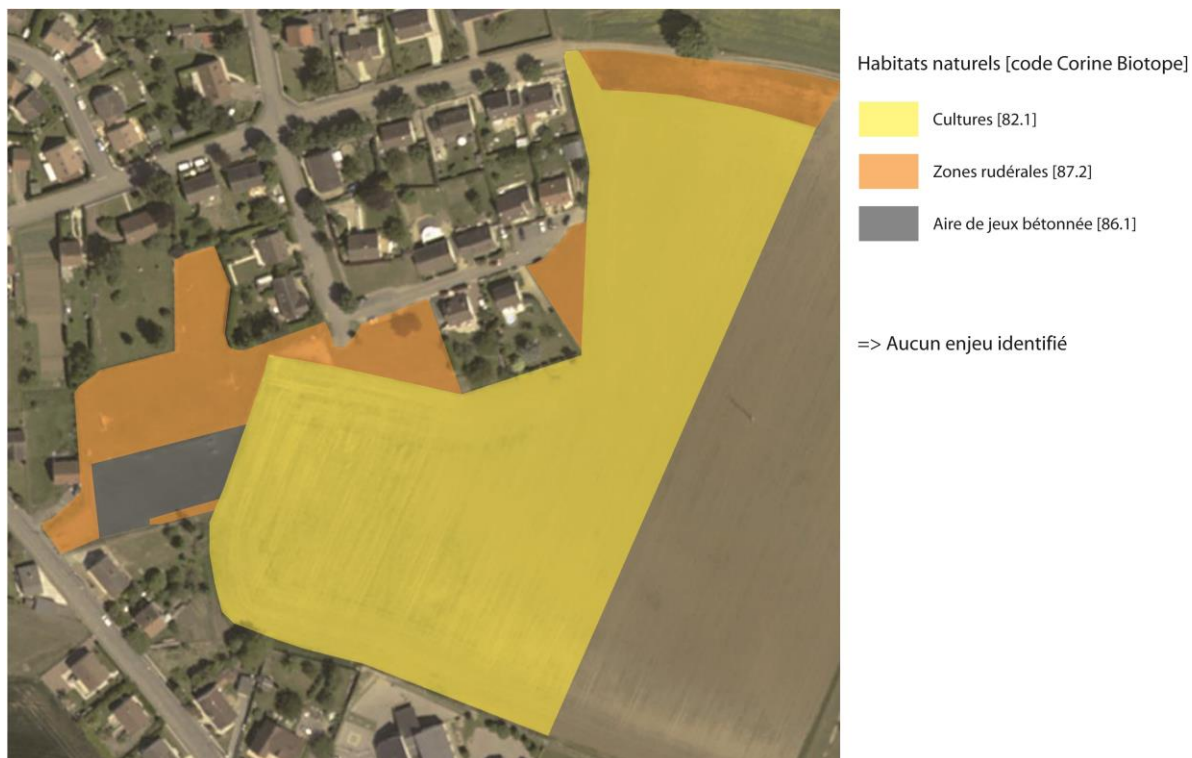 Habitats naturels [code Corine Biotope]
Cultures [82.1]
Zones rudérales [87.2]
Aire de jeux bétonnée [86.1]
=> Aucun enjeu identifié